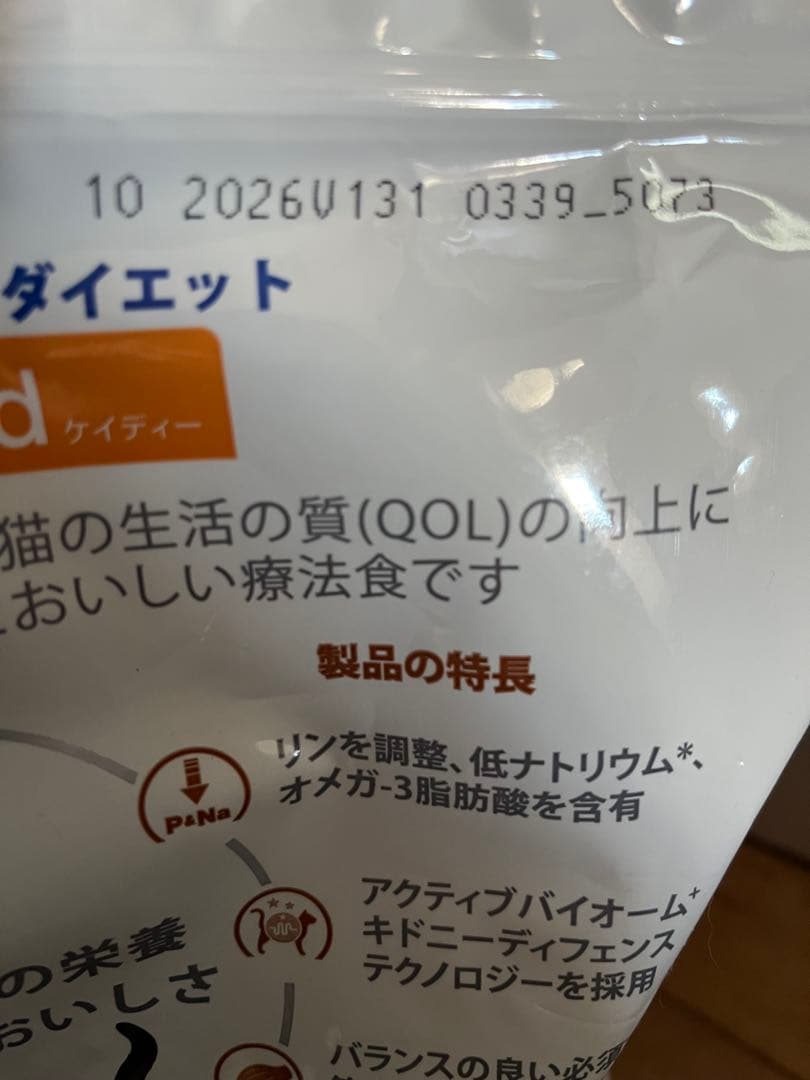 10 2026V131 0339_5073
ダイエット
d ケイディー
猫の生活の質(QOL)の向上に
おいしい療法食です
製品の特長
リンを調整、低ナトリウム*、
オメガ-3脂肪酸を含有
P&Na
アクティブバイオーム+
キドニーディフェンス
テクノロジーを採用
の栄養
おいしさ
バランスの良い必須